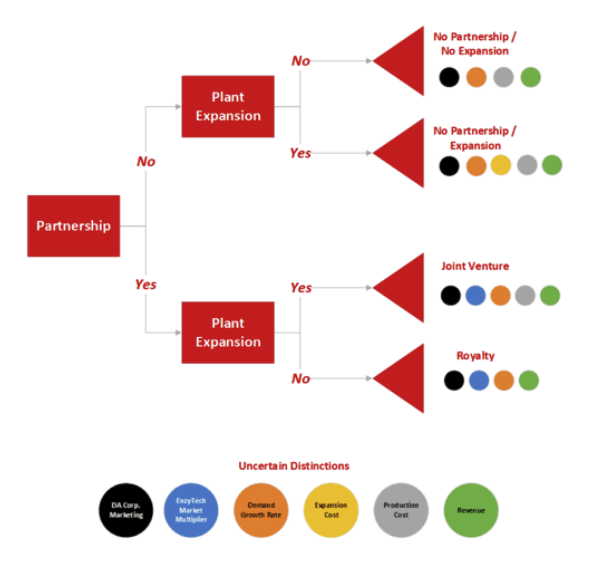 No Partnership /
No Expansion
No
Plant
Expansion
No Partnership /
Expansion
Yes
No
Partnership
Yes
Joint Venture
Yes
Plant
Expansion
Royalty
No
Uncertain Distinctions
DA Corp.
Marketing
EnzyTech
Market
Multiplier
Demand
Growth Rate
Expansion
Cost
Production
Cost
Revenue